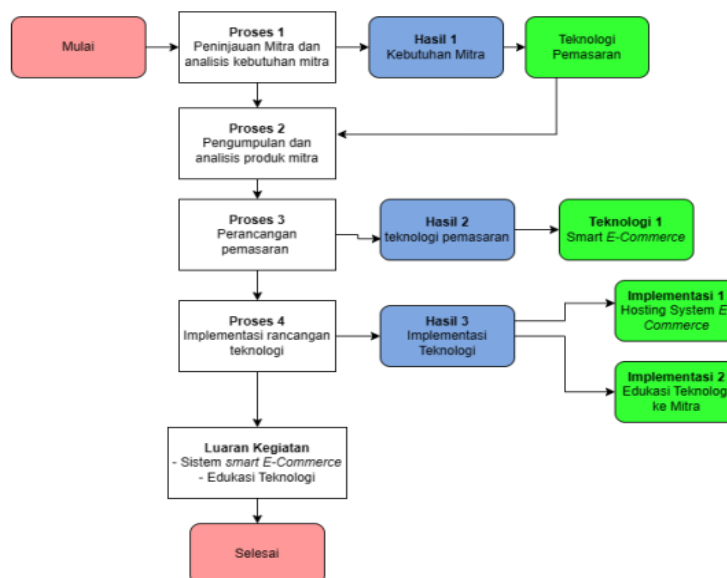 Mulai
Proses 1
Peninjauan Mitra dan
analisis kebutuhan mitra
Hasil 1
Kebutuhan Mitra
Teknologi
Pemasaran
Proses 2
Pengumpulan dan
analisis produk mitra
Proses 3
Perancangan
pemasaran
Hasil 2
teknologi pemasaran
Teknologi 1
Smart E-Commerce
Proses 4
Implementasi rancangan
teknologi
Hasil 3
Implementasi
Teknologi
Implementasi 1
Hosting System E-
Commerce
Implementasi 2
Edukasi Teknologi
ke Mitra
Luaran Kegiatan
- Sistem smart E-Commerce
- Edukasi Teknologi
Selesai